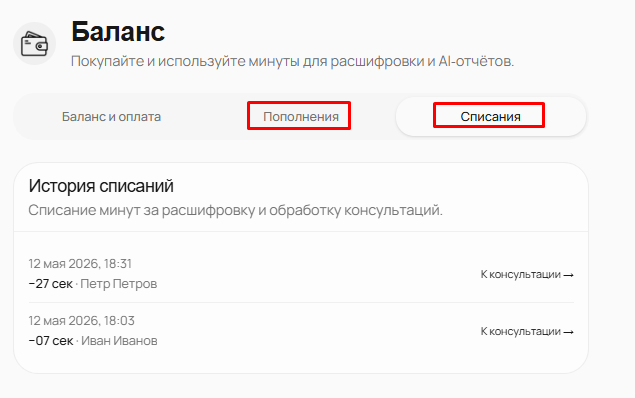 Баланс
Покупайте и используйте минуты для расшифровки и AI-отчётов.
Баланс и оплата Пополнения Списания
История списаний
Списание минут за расшифровку и обработку консультаций.
12 мая 2026, 18:31
−27 сек · Петр Петров
К консультации →
12 мая 2026, 18:03
−07 сек · Иван Иванов
К консультации →